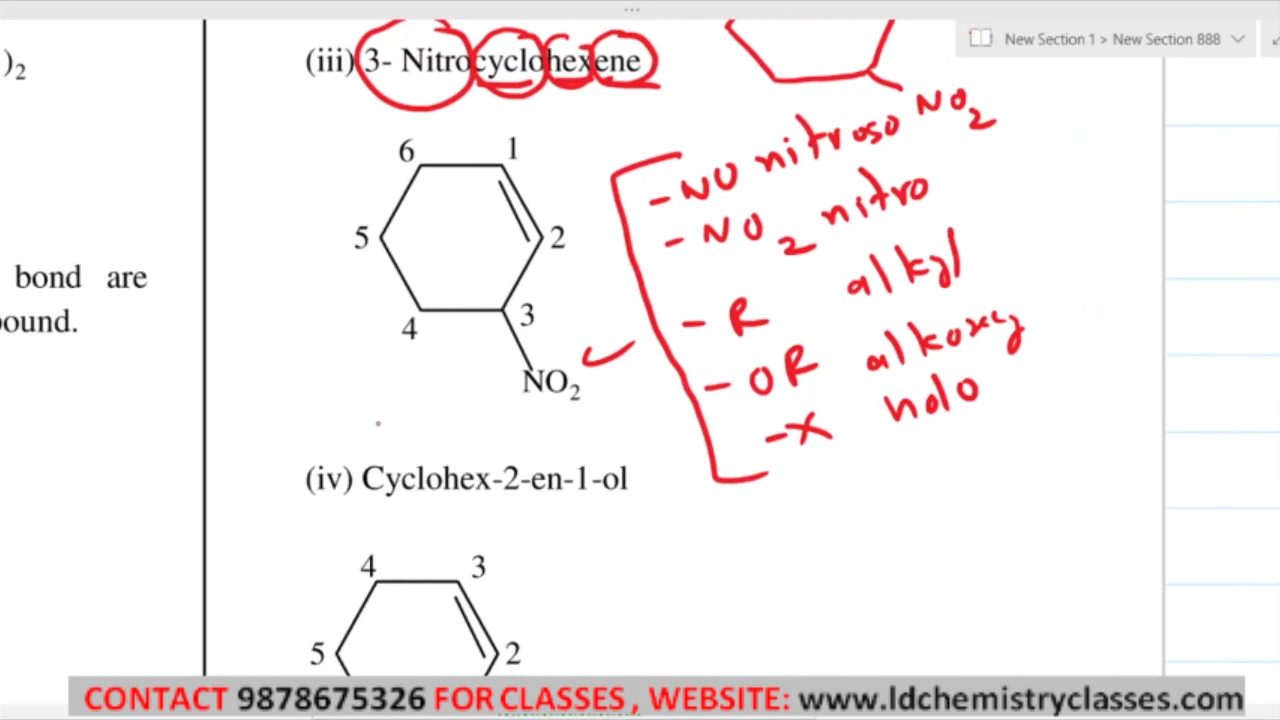 ...
New Section 1 > New Section 888
)2
(iii) 3- Nitrocyclohexene
NO2
6
1
- NO nitroso
- NO2 nitro
5
2
bond are
- R alkyl
ound.
4
3
- OR alkoxy
NO2
- X halo
(iv) Cyclohex-2-en-1-ol
4
3
5
2
CONTACT 9878675326 FOR CLASSES , WEBSITE: www.ldchemistryclasses.com